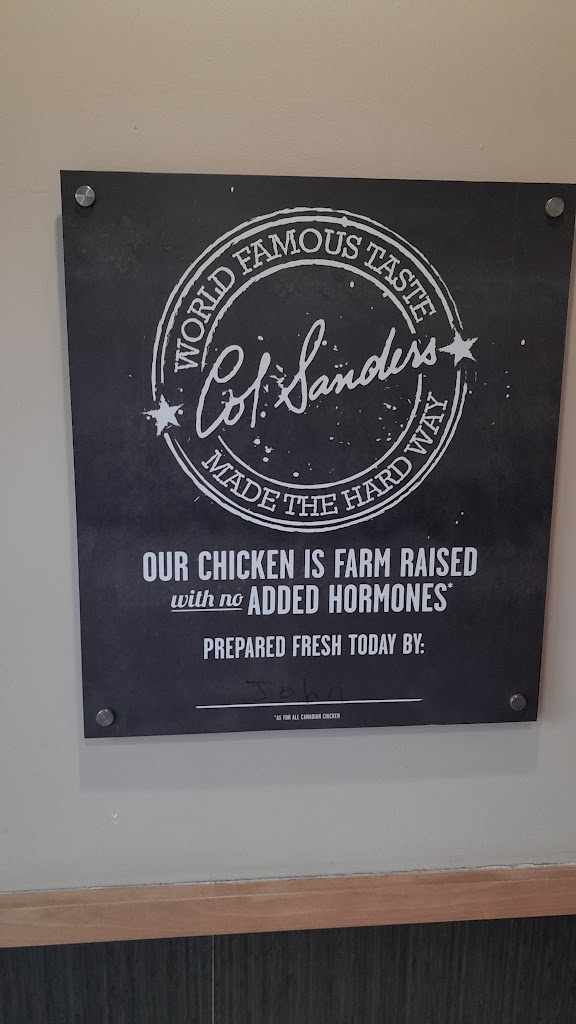 WORLD FAMOUS TASTE
Col. Sanders
MADE THE HARD WAY
OUR CHICKEN IS FARM RAISED
with no ADDED HORMONES*
PREPARED FRESH TODAY BY:
John
*AS FOR ALL CANADIAN CHICKEN